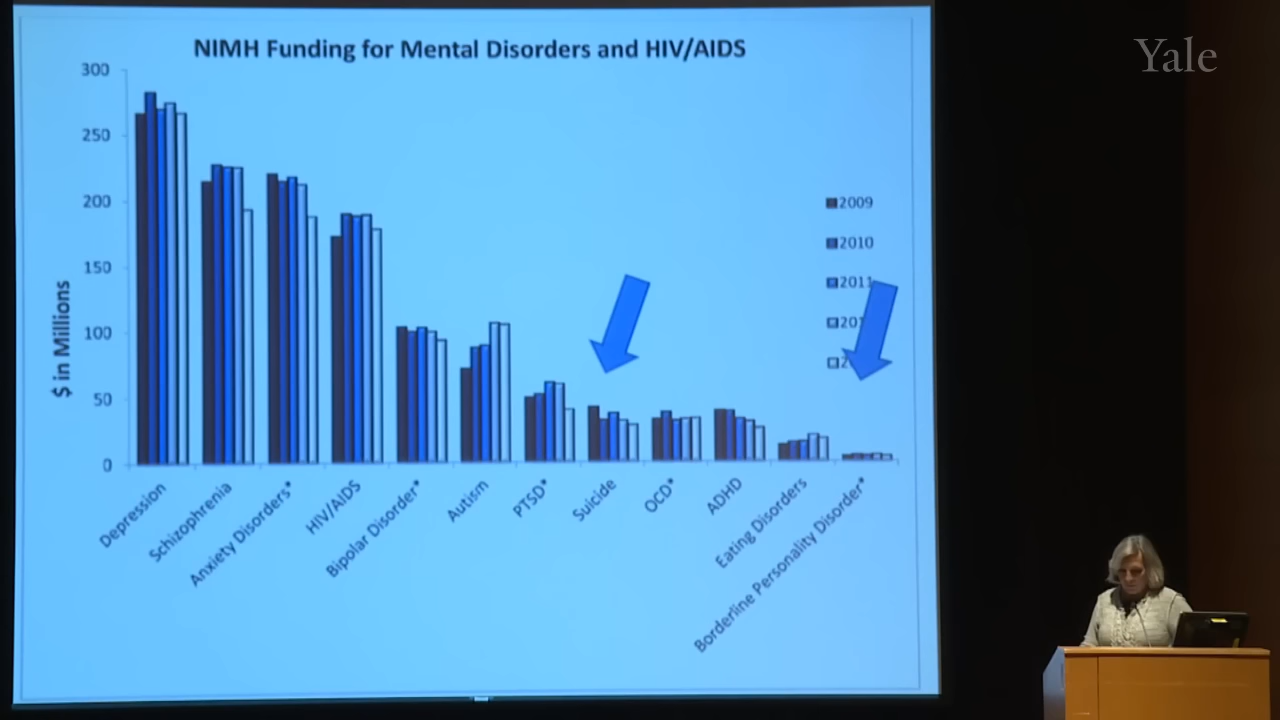 NIMH Funding for Mental Disorders and HIV/AIDS
Yale
$ in Millions
300
250
200
150
100
50
0
2009
2010
2011
Depression
Schizophrenia
Anxiety Disorders*
HIV/AIDS
Bipolar Disorder*
Autism
PTSD*
Suicide
OCD*
ADHD
Eating Disorders
Borderline Personality Disorder*